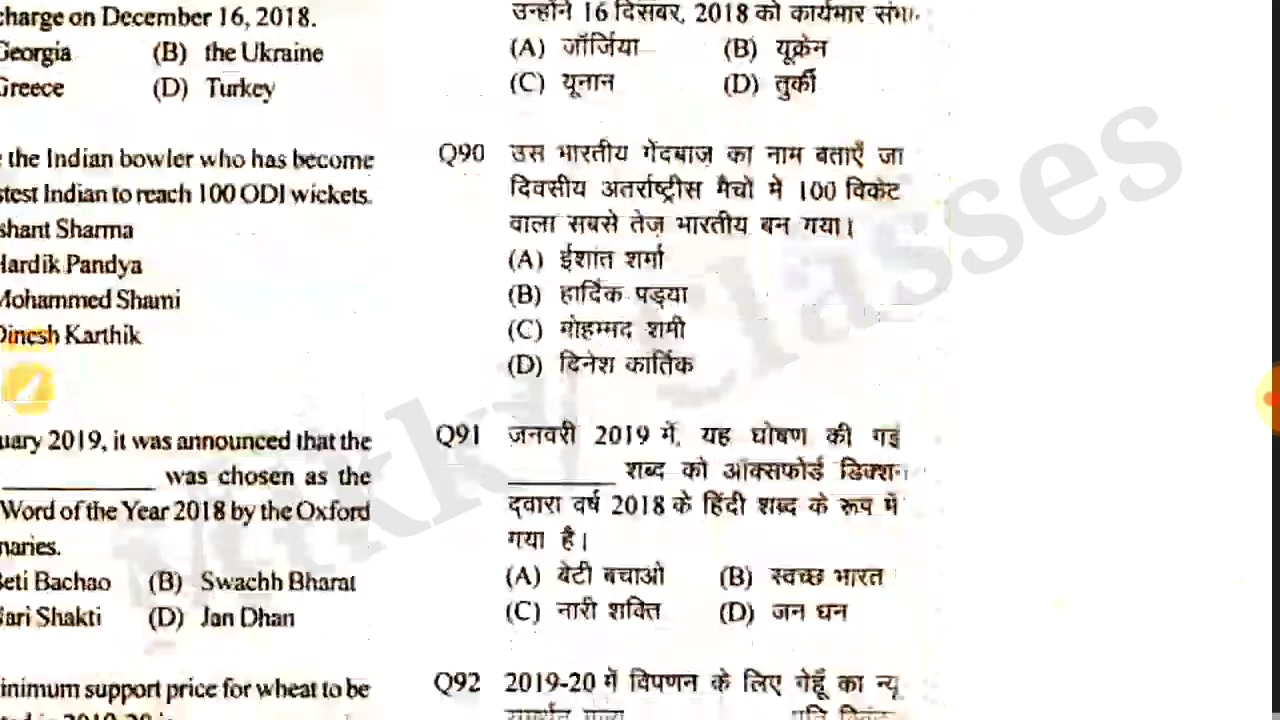 charge on December 16, 2018.
Georgia (B) the Ukraine
Greece (D) Turkey
the Indian bowler who has become
stest Indian to reach 100 ODI wickets.
shant Sharma
Hardik Pandya
Mohammed Shami
Dinesh Karthik
uary 2019, it was announced that the
____________ was chosen as the
Word of the Year 2018 by the Oxford
naries.
Beti Bachao (B) Swachh Bharat
Nari Shakti (D) Jan Dhan
inimum support price for wheat to be
उन्होंने 16 दिसंबर, 2018 को कार्यभार संभा
(A) जॉर्जिया (B) यूक्रेन
(C) यूनान (D) तुर्की
Q90 उस भारतीय गेंदबाज़ का नाम बताएँ जा
दिवसीय अंतर्राष्ट्रीस मैचों में 100 विकेट
वाला सबसे तेज़ भारतीय बन गया।
(A) ईशांत शर्मा
(B) हार्दिक पंड्या
(C) मोहम्मद शमी
(D) दिनेश कार्तिक
Q91 जनवरी 2019 में, यह घोषण की गई
__________ शब्द को ऑक्सफोर्ड डिक्शन
द्वारा वर्ष 2018 के हिंदी शब्द के रूप में
गया है।
(A) बेटी बचाओ (B) स्वच्छ भारत
(C) नारी शक्ति (D) जन धन
Q92 2019-20 में विपणन के लिए गेहूँ का न्यू
Mukky Classes